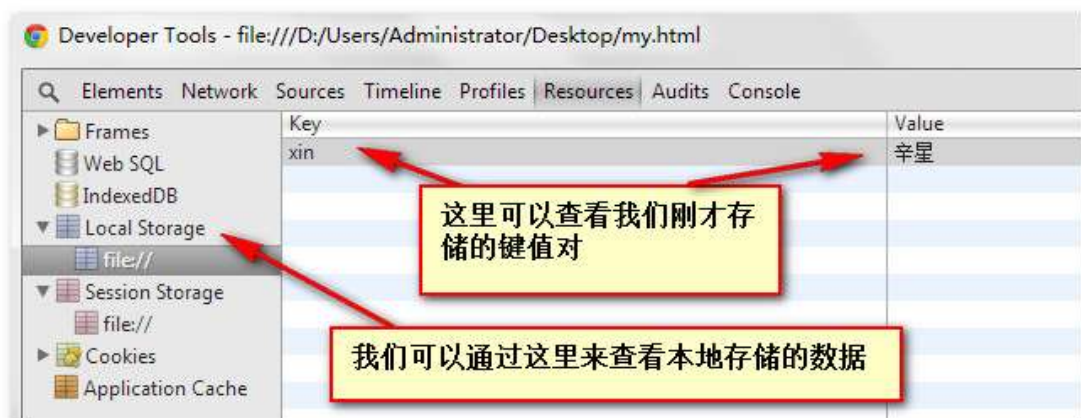 Developer Tools - file:///D:/Users/Administrator/Desktop/my.html
Elements Network Sources Timeline Profiles Resources Audits Console
Frames
Web SQL
IndexedDB
Local Storage
file://
Session Storage
file://
Cookies
Application Cache
Key Value
xin 辛星
这里可以查看我们刚才存
储的键值对
我们可以通过这里来查看本地存储的数据